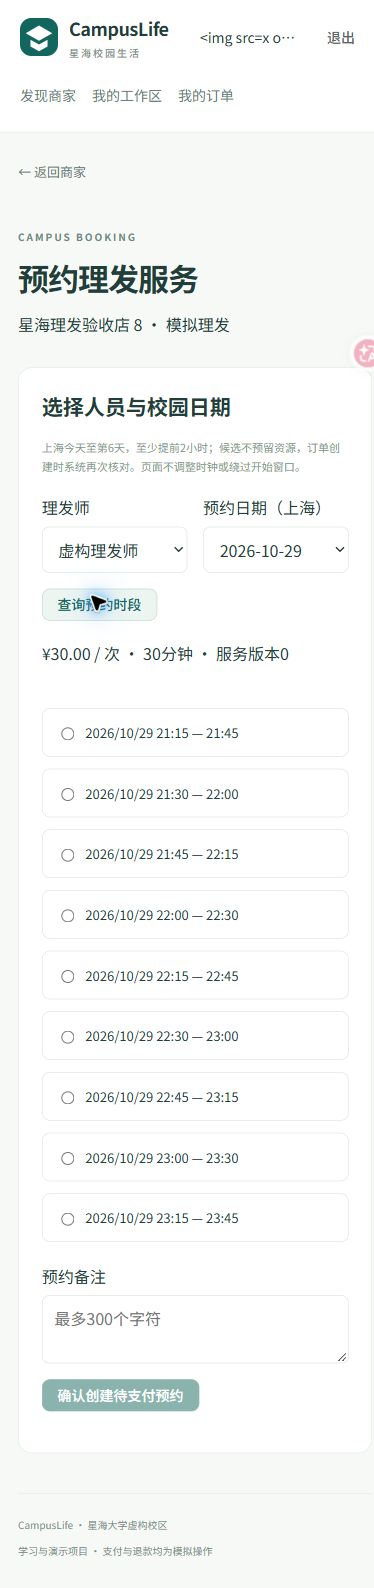 CampusLife
星海校园生活
<img src=x o…
退出
发现商家 我的工作区 我的订单
← 返回商家
CAMPUS BOOKING
预约理发服务
星海理发验收店 8 · 模拟理发
选择人员与校园日期
上海今天至第6天，至少提前2小时；候选不预留资源，订单创
建时系统再次核对。页面不调整时钟或绕过开始窗口。
理发师 预约日期（上海）
虚构理发师 2026-10-29
查询预约时段
¥30.00 / 次 · 30分钟 · 服务版本0
2026/10/29 21:15 — 21:45
2026/10/29 21:30 — 22:00
2026/10/29 21:45 — 22:15
2026/10/29 22:00 — 22:30
2026/10/29 22:15 — 22:45
2026/10/29 22:30 — 23:00
2026/10/29 22:45 — 23:15
2026/10/29 23:00 — 23:30
2026/10/29 23:15 — 23:45
预约备注
最多300个字符
确认创建待支付预约
CampusLife · 星海大学虚构校区
学习与演示项目 · 支付与退款均为模拟操作